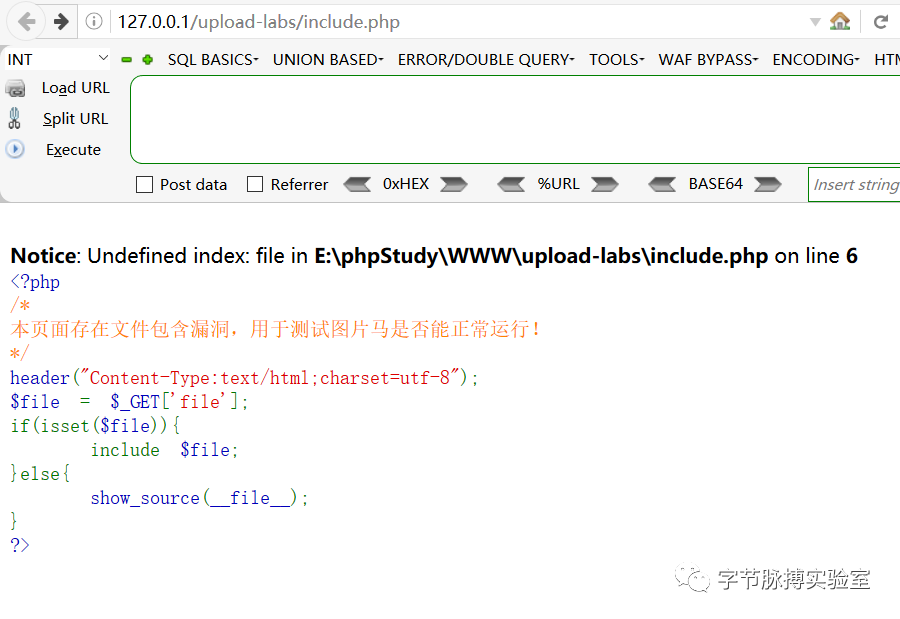 127.0.0.1/upload-labs/include.php
INT SQL BASICS UNION BASED ERROR/DOUBLE QUERY TOOLS WAF BYPASS ENCODING HTM
Load URL
Split URL
Execute
Post data Referrer 0xHEX %URL BASE64 Insert string
Notice: Undefined index: file in E:\phpStudy\WWW\upload-labs\include.php on line 6
<?php
/*
本页面存在文件包含漏洞，用于测试图片马是否能正常运行！
*/
header("Content-Type:text/html;charset=utf-8");
$file = $_GET['file'];
if(isset($file)){
include $file;
}else{
show_source(__file__);
}
?>
字节脉搏实验室